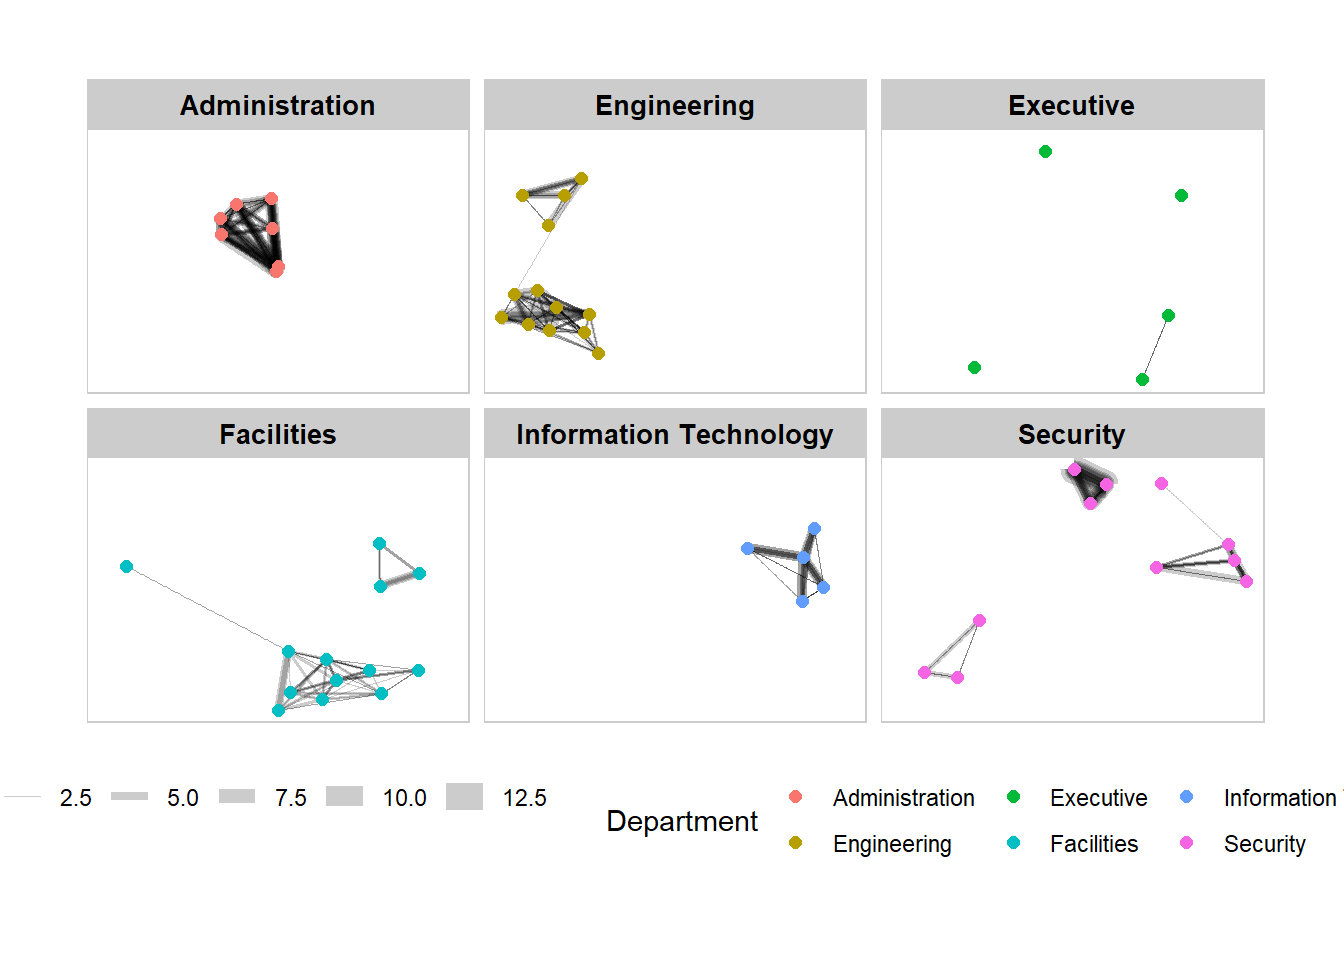 Administration
Engineering
Executive
Facilities
Information Technology
Security
2.5 5.0 7.5 10.0 12.5
Department
Administration Executive Information
Engineering Facilities Security